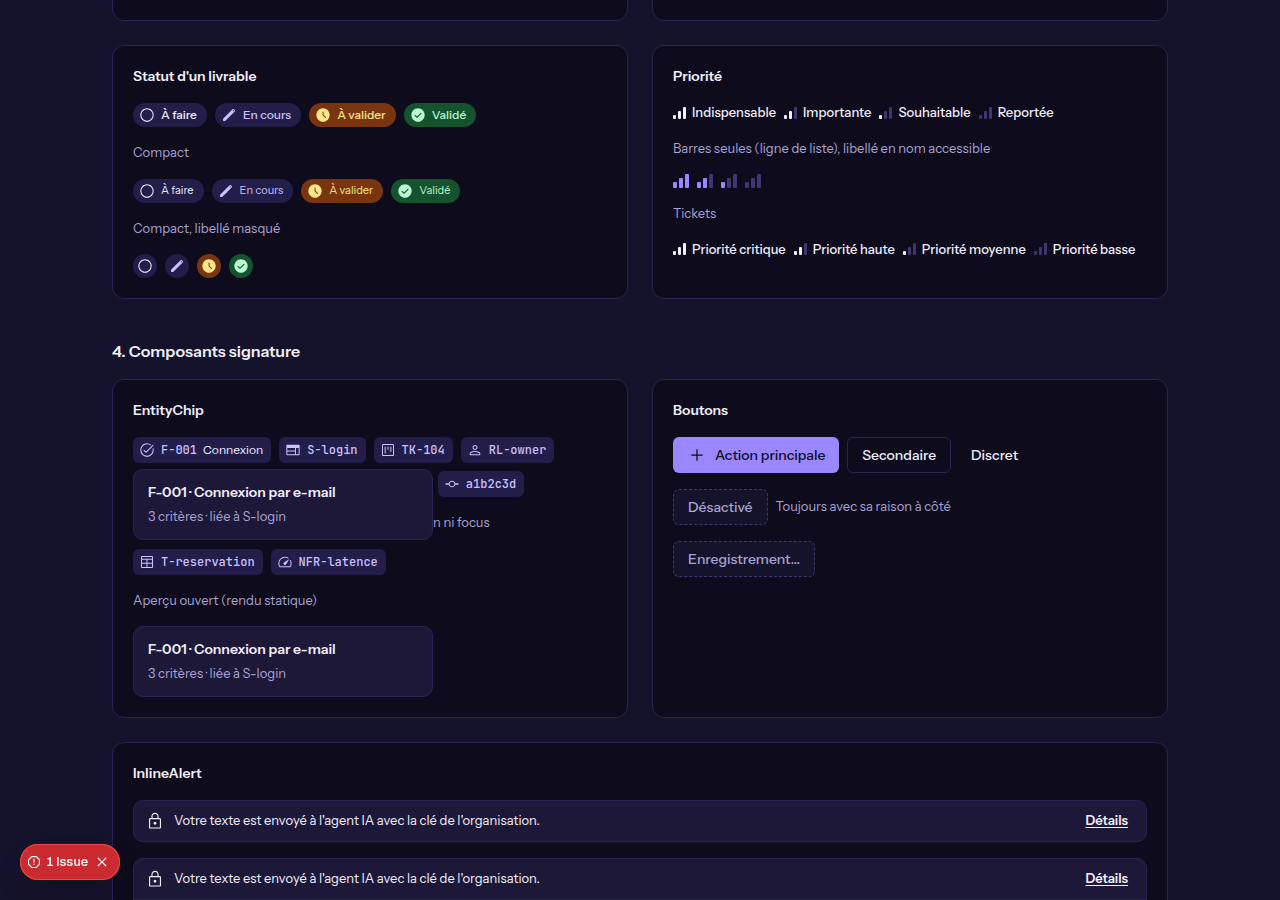 Statut d'un livrable
À faire En cours À valider Validé
Compact
À faire En cours À valider Validé
Compact, libellé masqué
Priorité
Indispensable Importante Souhaitable Reportée
Barres seules (ligne de liste), libellé en nom accessible
Tickets
Priorité critique Priorité haute Priorité moyenne Priorité basse
4. Composants signature
EntityChip
F-001 Connexion S-login TK-104 RL-owner
F-001 · Connexion par e-mail
3 critères · liée à S-login
a1b2c3d
n ni focus
T-reservation NFR-latence
Aperçu ouvert (rendu statique)
F-001 · Connexion par e-mail
3 critères · liée à S-login
Boutons
Action principale Secondaire Discret
Désactivé Toujours avec sa raison à côté
Enregistrement…
InlineAlert
Votre texte est envoyé à l'agent IA avec la clé de l'organisation. Détails
Votre texte est envoyé à l'agent IA avec la clé de l'organisation. Détails
1 Issue